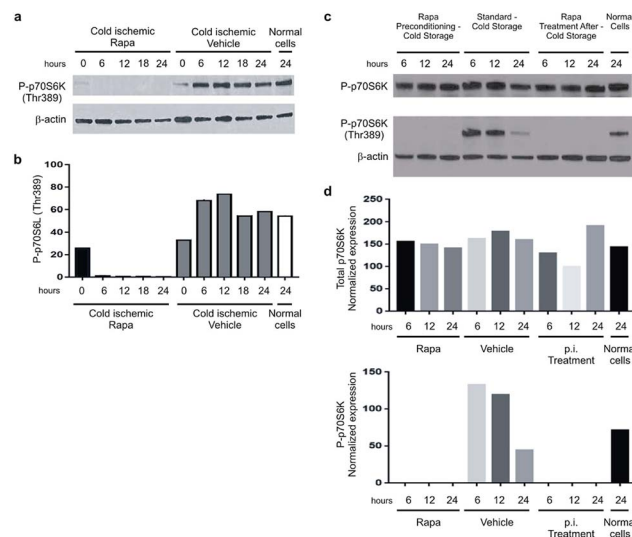 a
Cold ischemic Cold ischemic Normal
Rapa Vehicle cells
hours 0 6 12 18 24 0 6 12 18 24 24
P-p70S6K
(Thr389)
β-actin
b
P-p70S6L (Thr389)
100
80
60
40
20
0
hours 0 6 12 18 24 0 6 12 18 24 24
Cold ischemic Cold ischemic Normal
Rapa Vehicle cells
c
Rapa Standard - Rapa Normal
Preconditioning - Cold Storage Treatment After - Cells
Cold Storage Cold Storage
hours 6 12 24 6 12 24 6 12 24 24
P-p70S6K
P-p70S6K
(Thr389)
β-actin
d
Total p70S6K
Normalized expression
250
200
150
100
50
0
hours 6 12 24 6 12 24 6 12 24 24
Rapa Vehicle p.i. Normal
Treatment cells
P-p70S6K
Normalized expression
150
100
50
0
hours 6 12 24 6 12 24 6 12 24 24
Rapa Vehicle p.i. Normal
Treatment cells